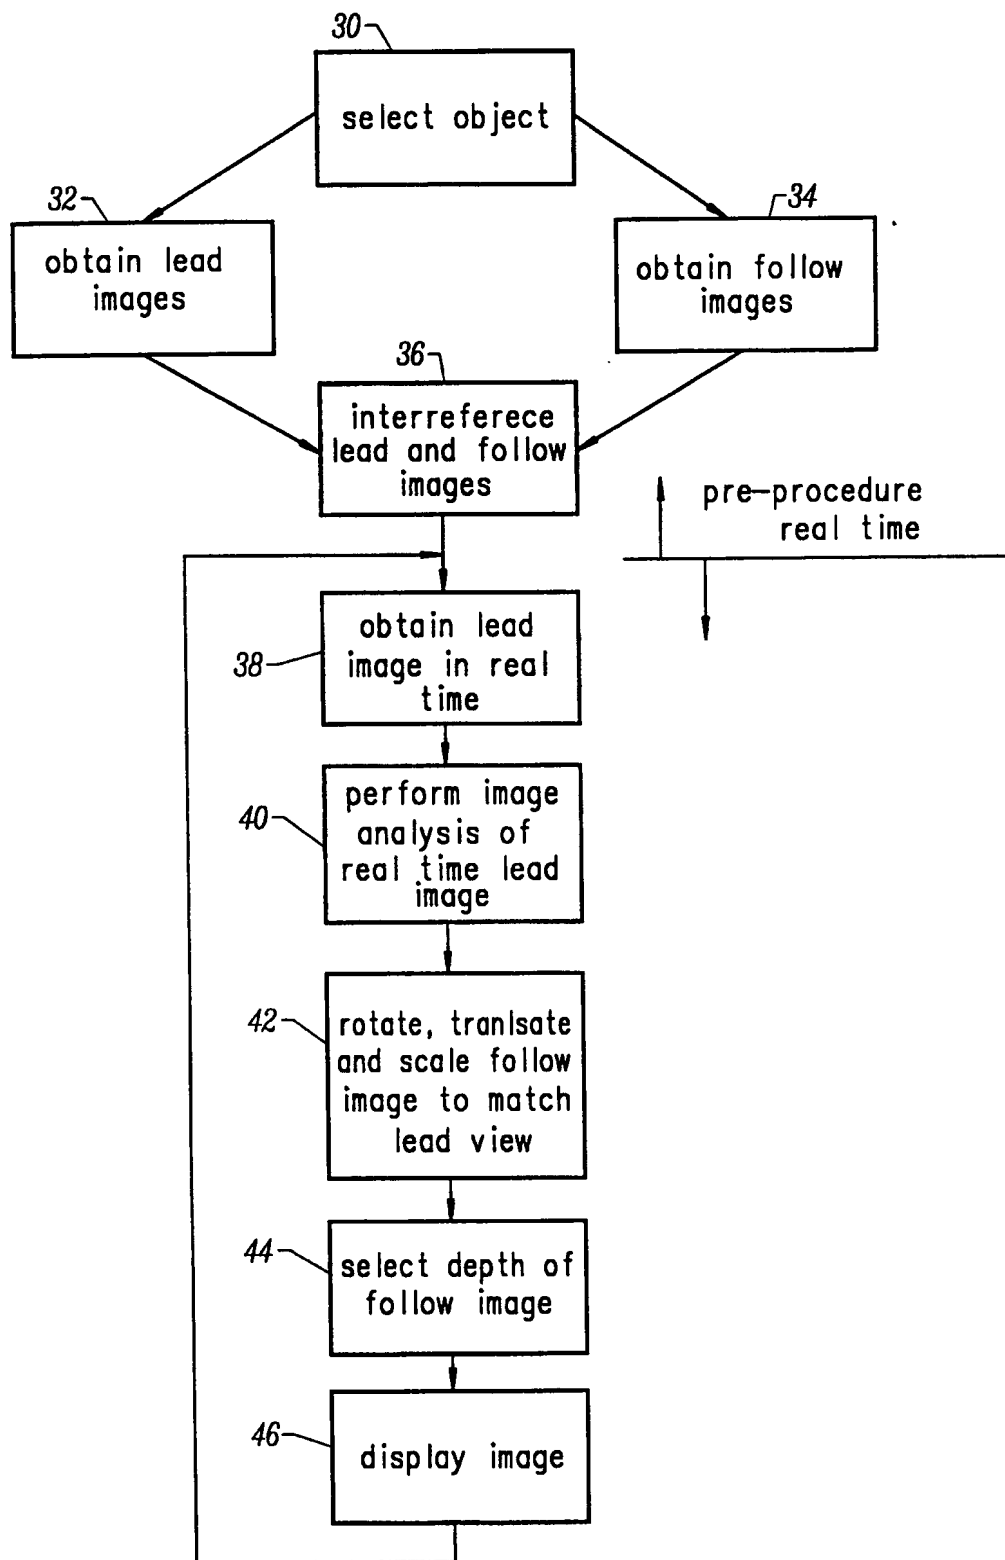 30
select object
32
obtain lead
images
34
obtain follow
images
36
interreferece
lead and follow
images
pre-procedure
real time
38
obtain lead
image in real
time
40
perform image
analysis of
real time lead
image
42
rotate, tranlsate
and scale follow
image to match
lead view
44
select depth of
follow image
46
display image